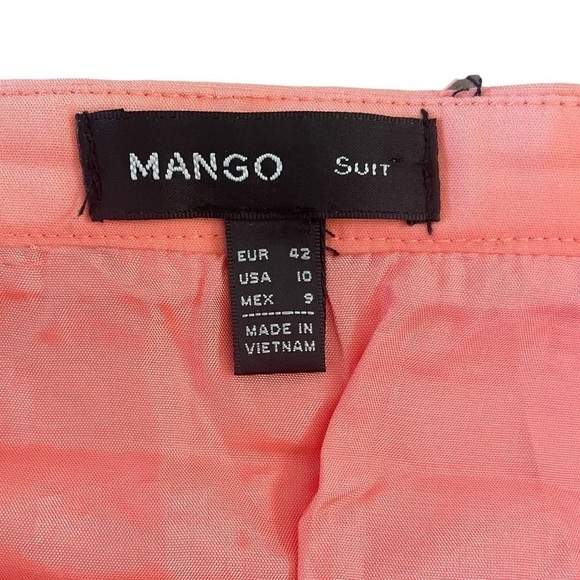 MANGO Suit
EUR 42
USA 10
MEX 9
MADE IN
VIETNAM